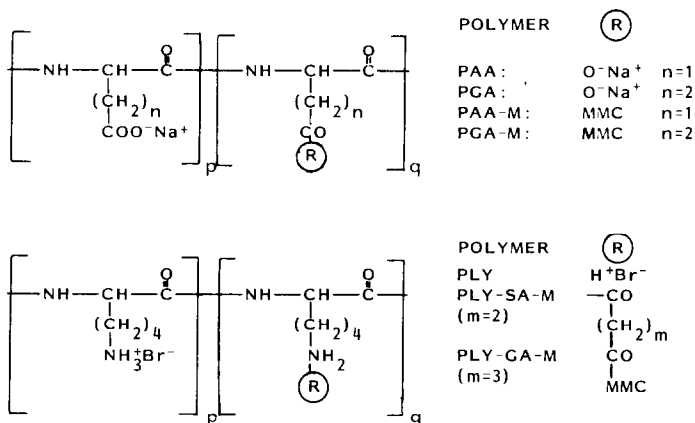 POLYMER R
O O
NH CH C NH CH C
PAA: O⁻Na⁺ n=1
(CH₂)n (CH₂)n
PGA: O⁻Na⁺ n=2
COO⁻Na⁺ CO
PAA-M: MMC n=1
R
PGA-M: MMC n=2
p q
POLYMER R
O O
PLY H⁺Br⁻
NH CH C NH CH C
PLY-SA-M CO
(CH₂)₄ (CH₂)₄
(m=2) (CH₂)m
NH₃⁺Br⁻ NH₂
PLY-GA-M CO
R
(m=3) MMC
p q